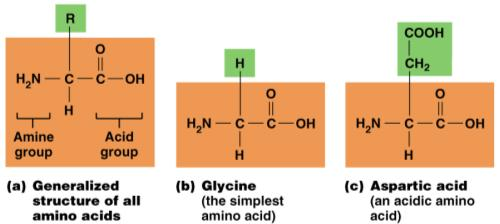 R
O
H₂N — C — C — OH
H
Amine group
Acid group
(a) Generalized
structure of all
amino acids
H
O
H₂N — C — C — OH
H
(b) Glycine
(the simplest
amino acid)
COOH
CH₂
O
H₂N — C — C — OH
H
(c) Aspartic acid
(an acidic amino
acid)